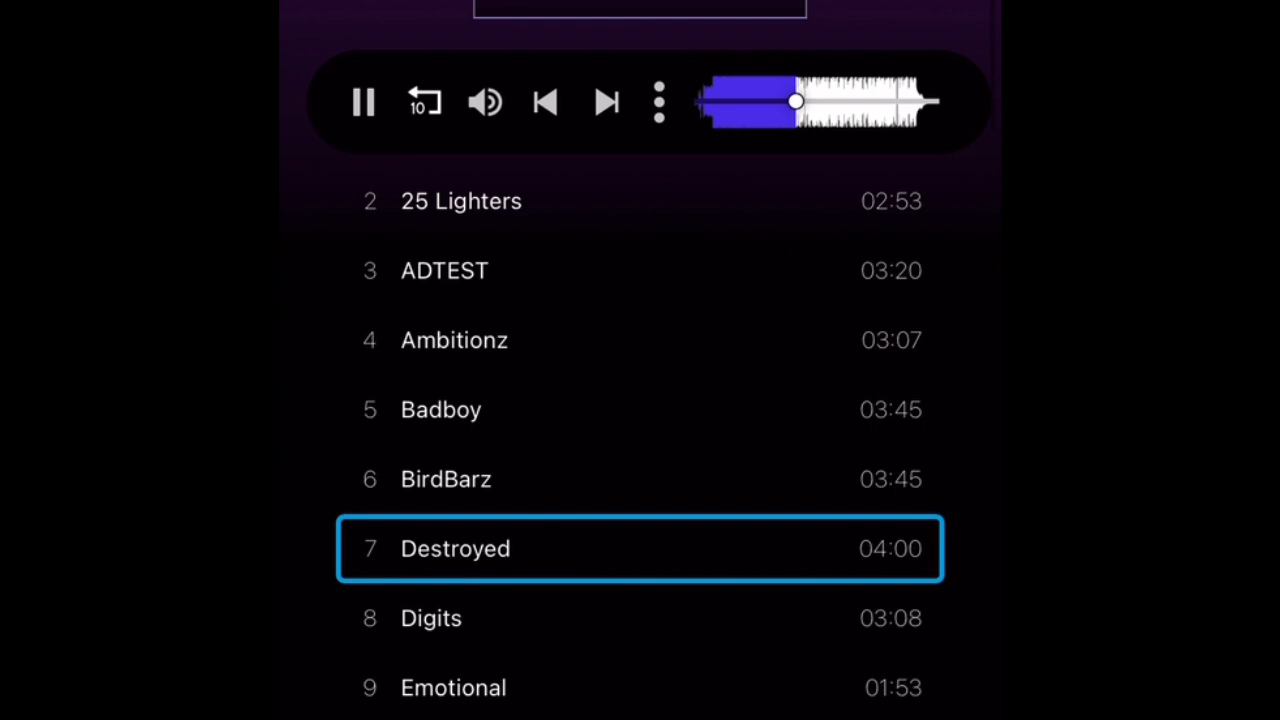 10
2 25 Lighters 02:53
3 ADTEST 03:20
4 Ambitionz 03:07
5 Badboy 03:45
6 BirdBarz 03:45
7 Destroyed 04:00
8 Digits 03:08
9 Emotional 01:53